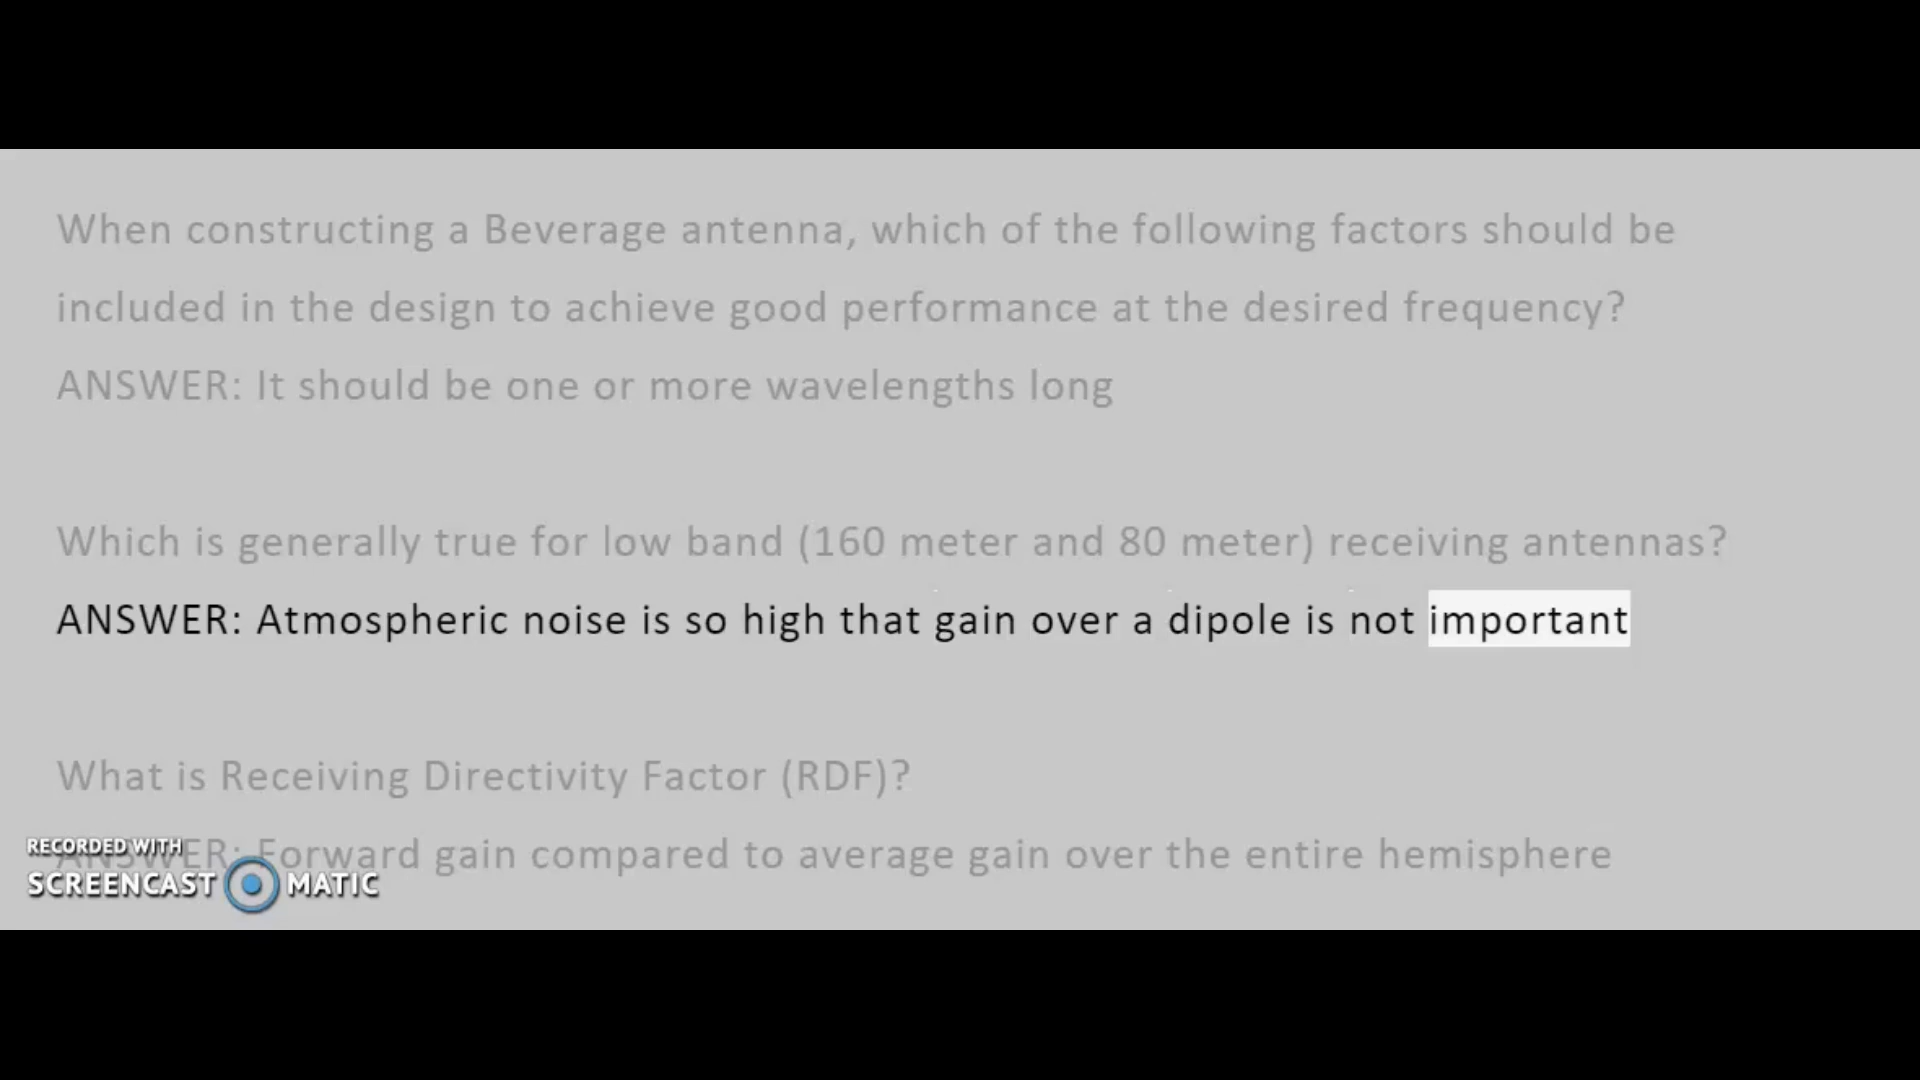 When constructing a Beverage antenna, which of the following factors should be
included in the design to achieve good performance at the desired frequency?
ANSWER: It should be one or more wavelengths long
Which is generally true for low band (160 meter and 80 meter) receiving antennas?
ANSWER: Atmospheric noise is so high that gain over a dipole is not important
What is Receiving Directivity Factor (RDF)?
ANSWER: Forward gain compared to average gain over the entire hemisphere
RECORDED WITH
SCREENCAST MATIC